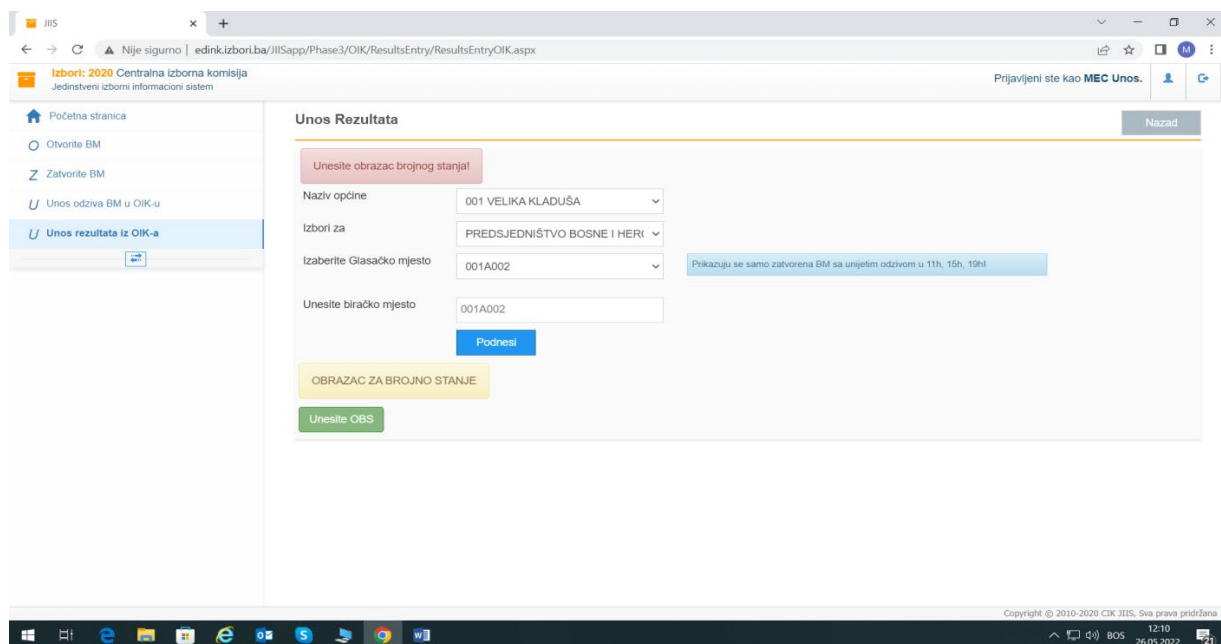 JIIS
Nije sigurno | edink.izbori.ba/JIISapp/Phase3/OIK/ResultsEntry/ResultsEntryOIK.aspx
M
Izbori: 2020 Centralna izborna komisija
Jedinstveni izborni informacioni sistem
Prijavljeni ste kao MEC Unos.
Početna stranica
O Otvorite BM
Z Zatvorite BM
U Unos odziva BM u OIK-u
U Unos rezultata iz OIK-a
Unos Rezultata
Nazad
Unesite obrazac brojnog stanja!
Naziv općine
001 VELIKA KLADUŠA
Izbori za
PREDSJEDNIŠTVO BOSNE I HER
Izaberite Glasačko mjesto
001A002
Prikazuju se samo zatvorena BM sa unijetim odzivom u 11h, 15h, 19h!
Unesite biračko mjesto
001A002
Podnesi
OBRAZAC ZA BROJNO STANJE
Unesite OBS
Copyright © 2010-2020 CIK JIIS, Sva prava pridržana
BOS
12:10
26.05.2022
21